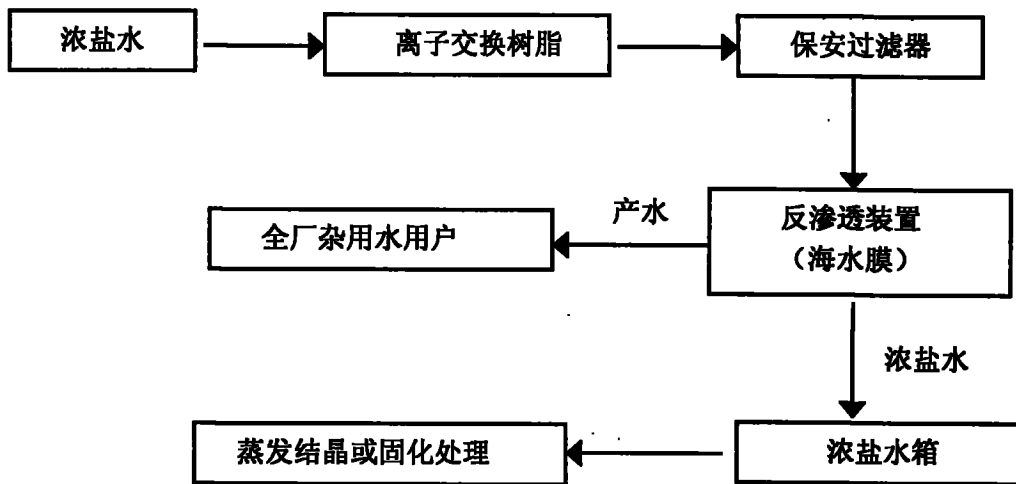 浓盐水
离子交换树脂
保安过滤器
产水
全厂杂用水用户
反渗透装置
（海水膜）
浓盐水
蒸发结晶或固化处理
浓盐水箱